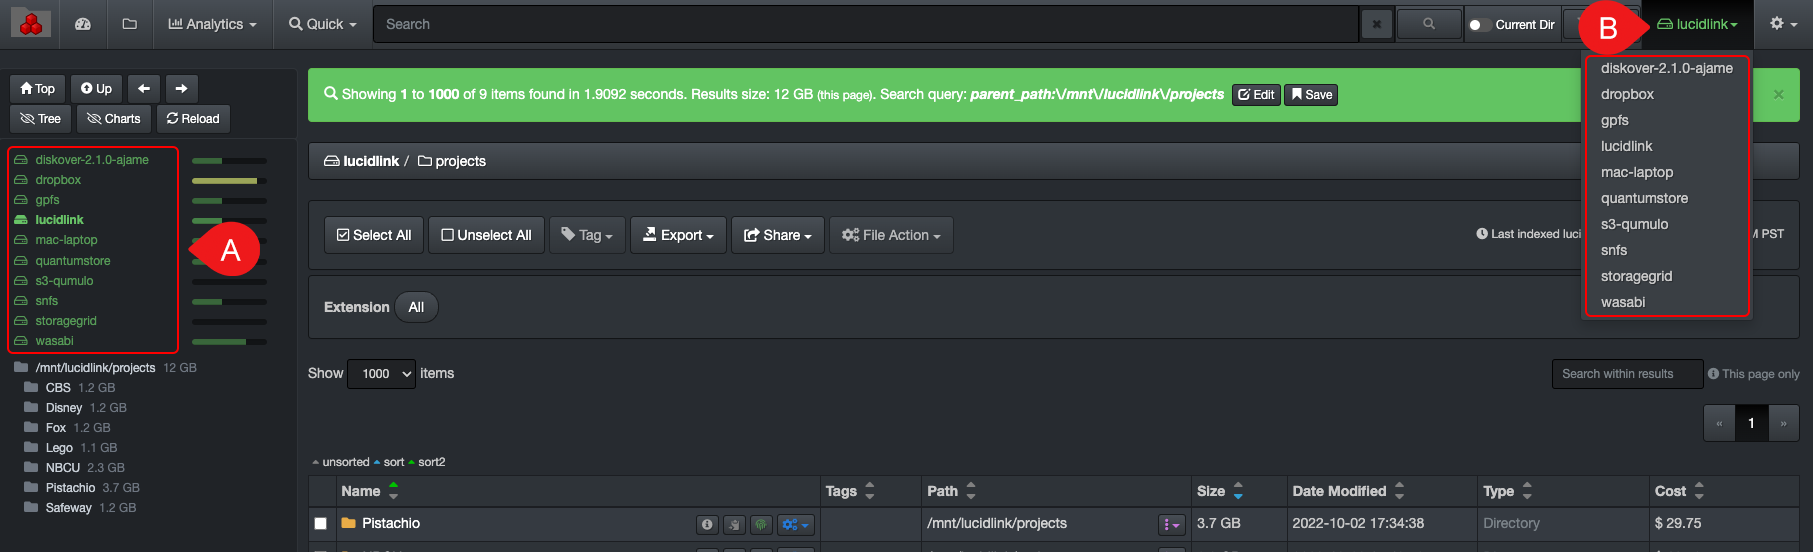 Analytics
Quick
Search
Current Dir
B
lucidlink
Top
Up
Tree
Charts
Reload
Showing 1 to 1000 of 9 items found in 1.9092 seconds. Results size: 12 GB (this page). Search query: parent_path:\/mnt\/lucidlink\/projects
Edit
Save
diskover-2.1.0-ajame
dropbox
gpfs
lucidlink
mac-laptop
quantumstore
s3-qumulo
snfs
storagegrid
wasabi
diskover-2.1.0-ajame
dropbox
gpfs
lucidlink
mac-laptop
quantumstore
s3-qumulo
snfs
storagegrid
wasabi
A
/mnt/lucidlink/projects 12 GB
CBS 1.2 GB
Disney 1.2 GB
Fox 1.2 GB
Lego 1.1 GB
NBCU 2.3 GB
Pistachio 3.7 GB
Safeway 1.2 GB
lucidlink / projects
Select All
Unselect All
Tag
Export
Share
File Action
Last indexed luci
PST
Extension All
Show 1000 items
Search within results
This page only
« 1 »
unsorted sort sort2
Name Tags Path Size Date Modified Type Cost
Pistachio /mnt/lucidlink/projects 3.7 GB 2022-10-02 17:34:38 Directory $ 29.75